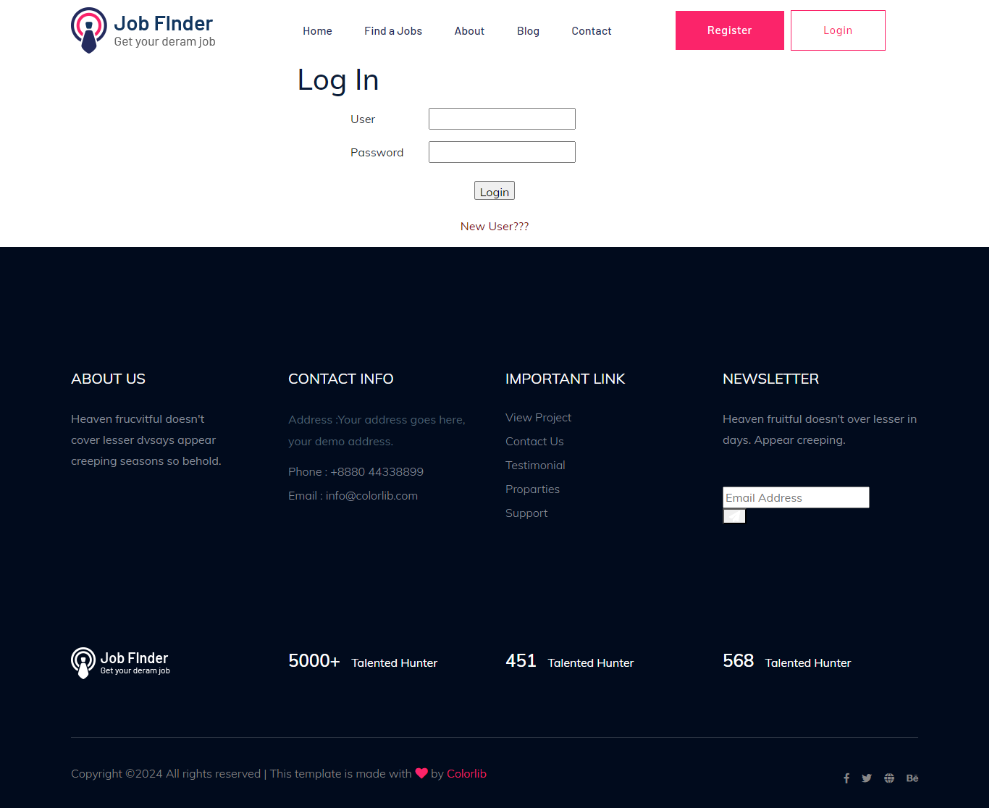 Job FInder
Get your deram job
Home Find a Jobs About Blog Contact Register Login
Log In
User
Password
Login
New User???
ABOUT US
Heaven frucvitful doesn't
cover lesser dvsays appear
creeping seasons so behold.
CONTACT INFO
Address :Your address goes here,
your demo address.
Phone : +8880 44338899
Email : info@colorlib.com
IMPORTANT LINK
View Project
Contact Us
Testimonial
Proparties
Support
NEWSLETTER
Heaven fruitful doesn't over lesser in
days. Appear creeping.
Email Address
Job FInder
Get your deram job
5000+ Talented Hunter
451 Talented Hunter
568 Talented Hunter
Copyright ©2024 All rights reserved | This template is made with ♥ by Colorlib
Bē